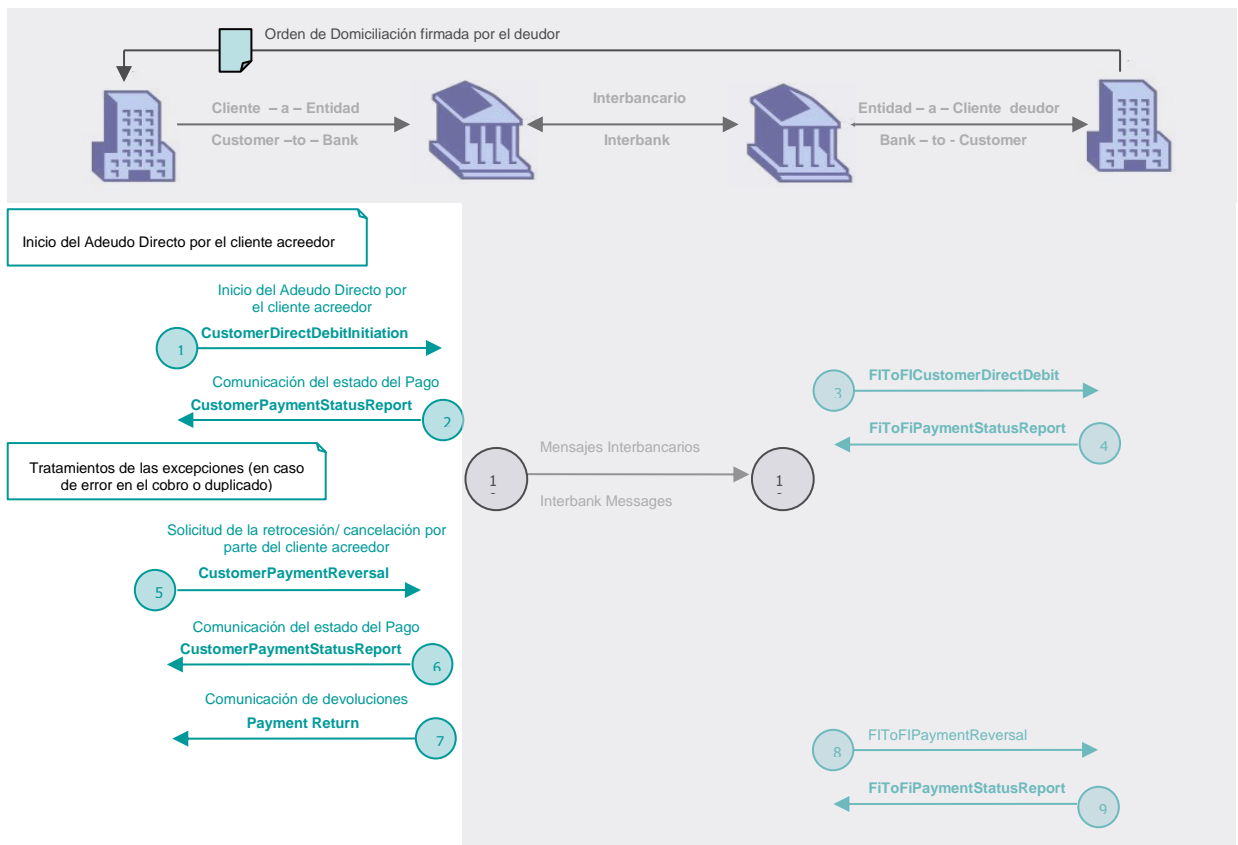 Orden de Domiciliación firmada por el deudor
Cliente – a – Entidad
Customer –to – Bank
Interbancario
Interbank
Entidad – a – Cliente deudor
Bank – to - Customer
Inicio del Adeudo Directo por el cliente acreedor
Inicio del Adeudo Directo por
el cliente acreedor
CustomerDirectDebitInitiation
1
Comunicación del estado del Pago
CustomerPaymentStatusReport
2
FIToFICustomerDirectDebit
3
FiToFiPaymentStatusReport
4
Tratamientos de las excepciones (en caso
de error en el cobro o duplicado)
Mensajes Interbancarios
1
1
Interbank Messages
Solicitud de la retrocesión/ cancelación por
parte del cliente acreedor
CustomerPaymentReversal
5
Comunicación del estado del Pago
CustomerPaymentStatusReport
6
Comunicación de devoluciones
Payment Return
7
FIToFIPaymentReversal
8
FiToFiPaymentStatusReport
9